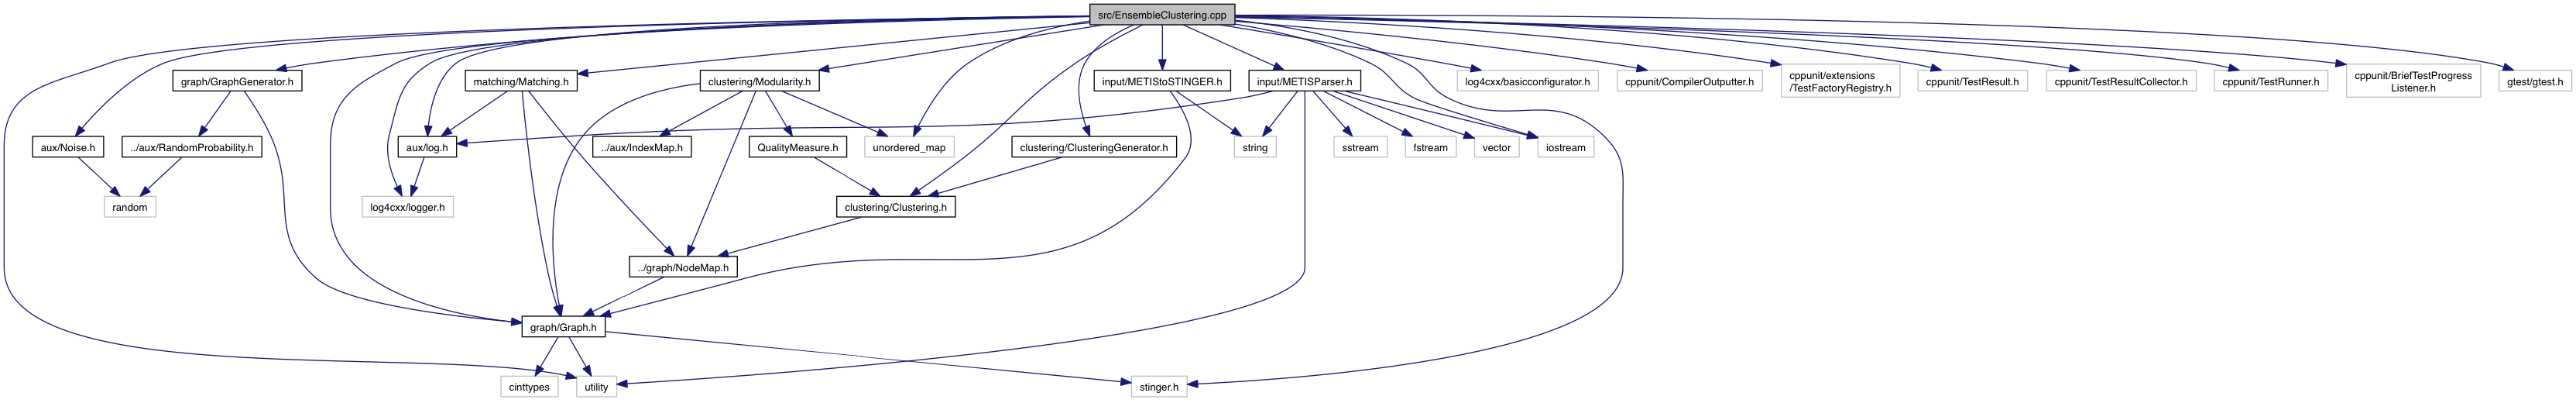 src/EnsembleClustering.cpp
graph/GraphGenerator.h
matching/Matching.h
clustering/Modularity.h
input/METIStoSTINGER.h
input/METISParser.h
log4cxx/basicconfigurator.h
cppunit/CompilerOutputter.h
cppunit/extensions
/TestFactoryRegistry.h
cppunit/TestResult.h
cppunit/TestResultCollector.h
cppunit/TestRunner.h
cppunit/BriefTestProgress
Listener.h
gtest/gtest.h
aux/Noise.h
../aux/RandomProbability.h
aux/log.h
../aux/IndexMap.h
QualityMeasure.h
unordered_map
clustering/ClusteringGenerator.h
string
sstream
fstream
vector
iostream
random
log4cxx/logger.h
clustering/Clustering.h
../graph/NodeMap.h
graph/Graph.h
cinttypes
utility
stinger.h